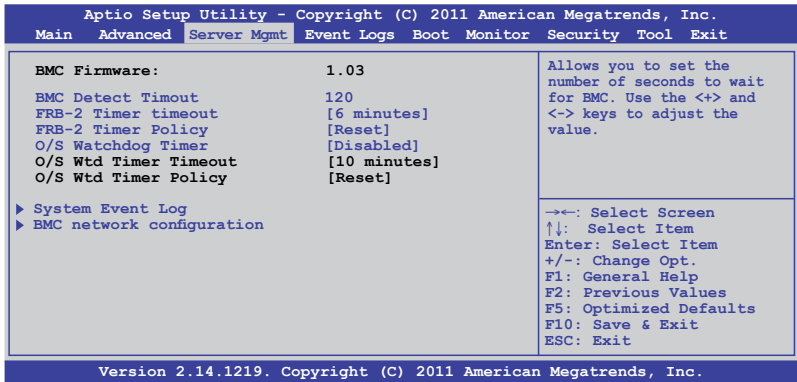 Aptio Setup Utility - Copyright (C) 2011 American Megatrends, Inc.
Main Advanced Server Mgmt Event Logs Boot Monitor Security Tool Exit
BMC Firmware: 1.03
BMC Detect Timout 120
FRB-2 Timer timeout [6 minutes]
FRB-2 Timer Policy [Reset]
O/S Watchdog Timer [Disabled]
O/S Wtd Timer Timeout [10 minutes]
O/S Wtd Timer Policy [Reset]
System Event Log
BMC network configuration
Allows you to set the
number of seconds to wait
for BMC. Use the <+> and
<-> keys to adjust the
value.
→←: Select Screen
↑↓: Select Item
Enter: Select Item
+/-: Change Opt.
F1: General Help
F2: Previous Values
F5: Optimized Defaults
F10: Save & Exit
ESC: Exit
Version 2.14.1219. Copyright (C) 2011 American Megatrends, Inc.